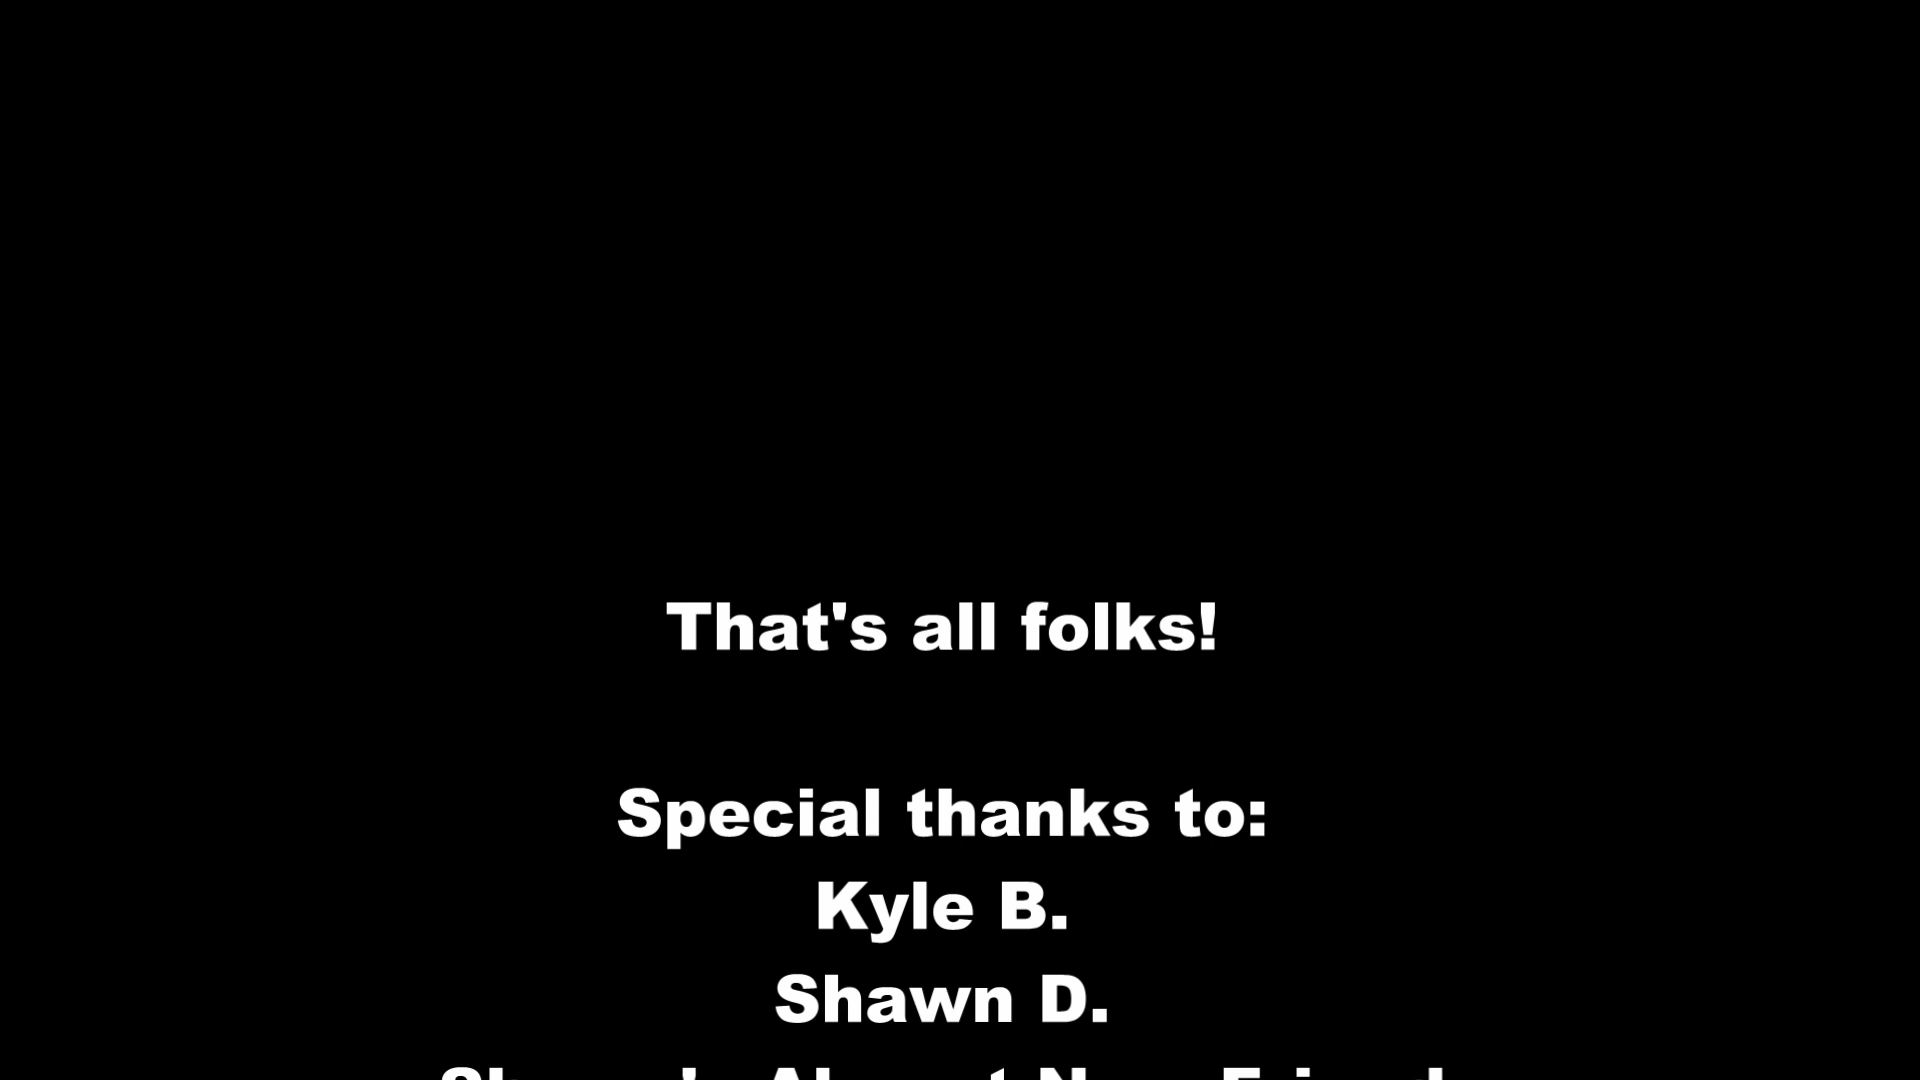 That's all folks!
Special thanks to:
Kyle B.
Shawn D.